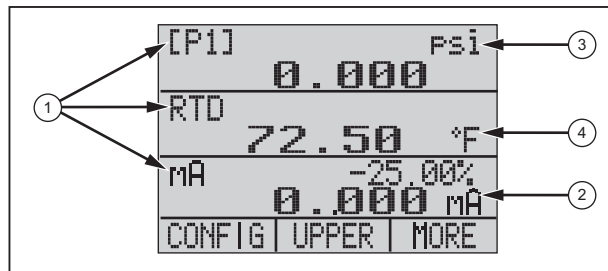 [P1] psi
0.000
RTD
72.50 °F
mA -25.00%
0.000 mA
CONFIG UPPER MORE
1
2
3
4